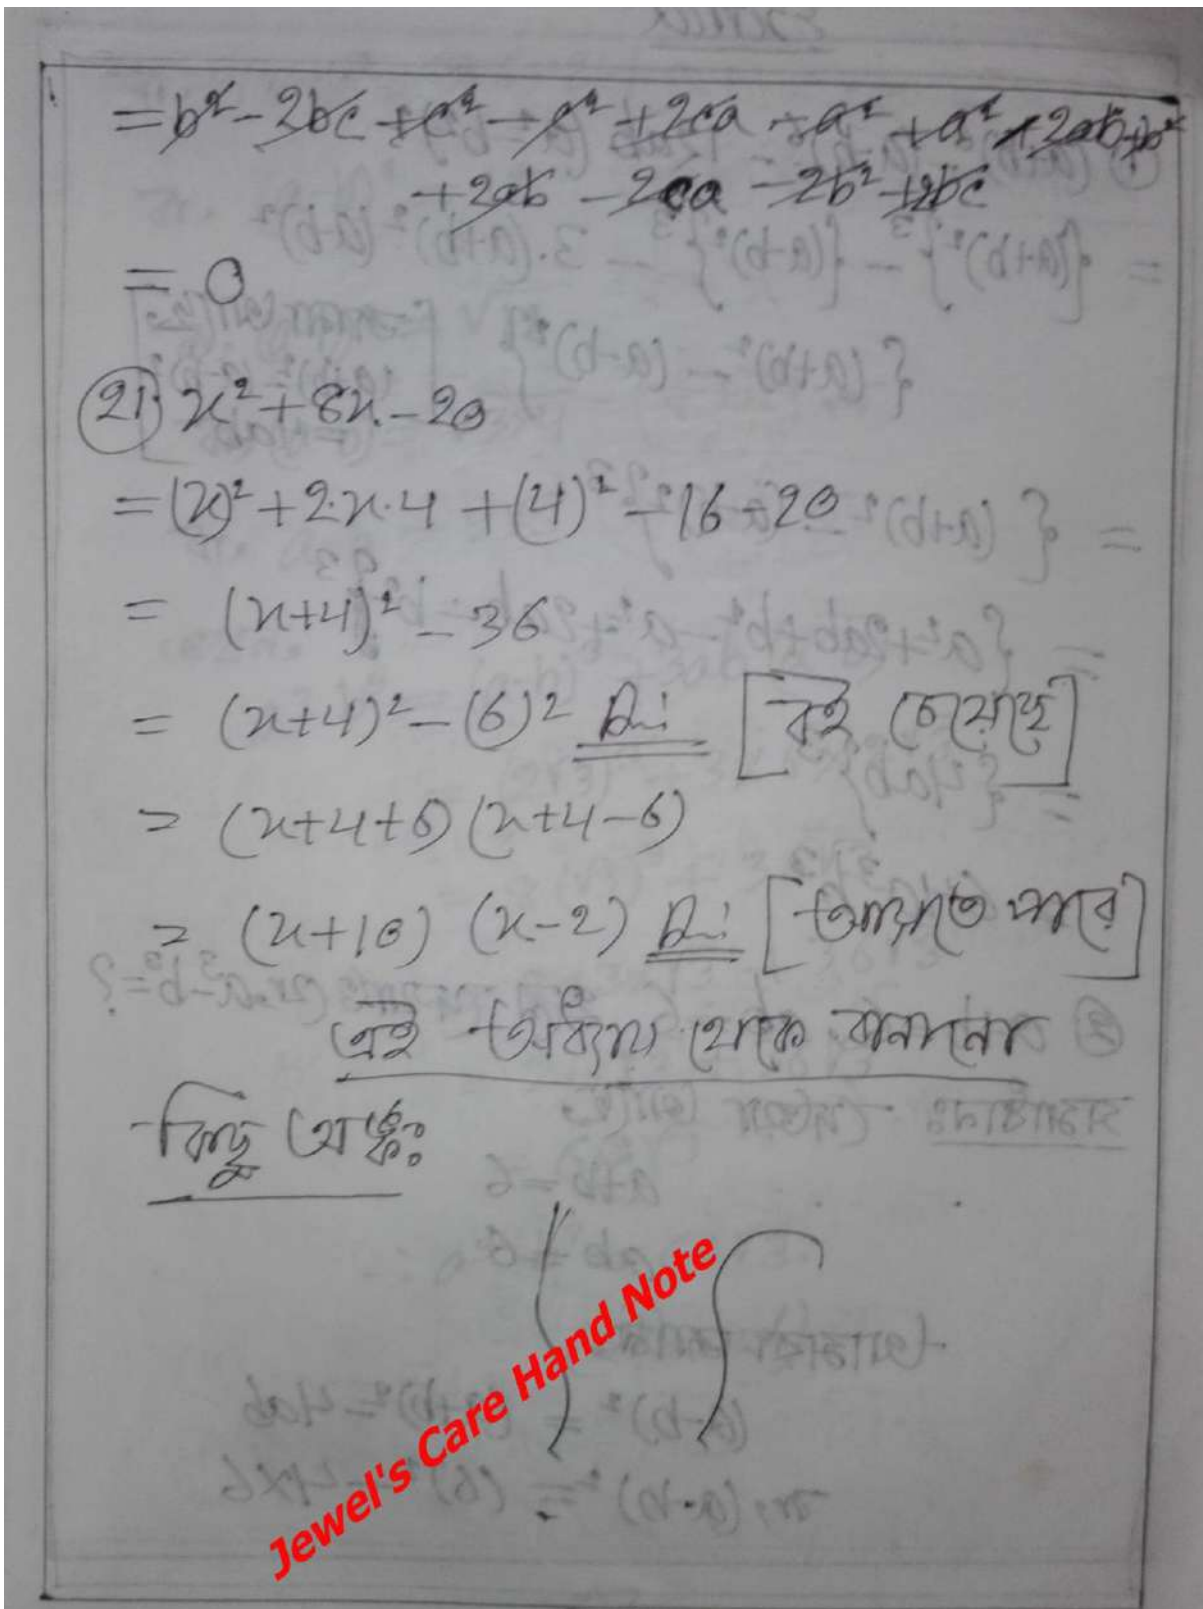 = b² - 2bc + c² - c² + 2ca - a² + a² + 2ab + b²
+ 2ab - 2ca - 2b² + 2bc
= 0
21. x² + 8x - 20
= (x)² + 2.x.4 + (4)² - 16 - 20
= (x+4)² - 36
= (x+4)² - (6)² Ans: [বই চেয়েছে]
= (x+4+6) (x+4-6)
= (x+10) (x-2) Ans: [আসতে পারে]
এই অধ্যায় থেকে বানানো
কিছু অঙ্কঃ
Jewel's Care Hand Note